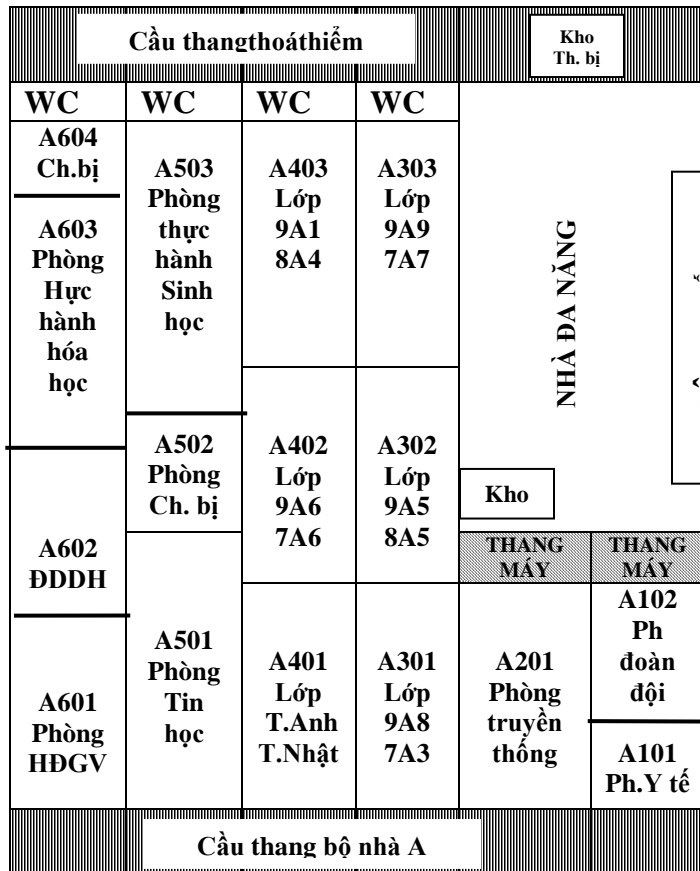 Cầu thangthoáthiểm
Kho
Th. bị
WC
WC
WC
WC
A604
Ch.bị
A603
Phòng
Hực
hành
hóa
học
A602
ĐDDH
A601
Phòng
HĐGV
A503
Phòng
thực
hành
Sinh
học
A502
Phòng
Ch. bị
A501
Phòng
Tin
học
A403
Lớp
9A1
8A4
A402
Lớp
9A6
7A6
A401
Lớp
T.Anh
T.Nhật
A303
Lớp
9A9
7A7
A302
Lớp
9A5
8A5
A301
Lớp
9A8
7A3
NHÀ ĐA NĂNG
Kho
THANG
MÁY
THANG
MÁY
A201
Phòng
truyền
thống
A102
Ph
đoàn
đội
A101
Ph.Y tế
Cầu thang bộ nhà A